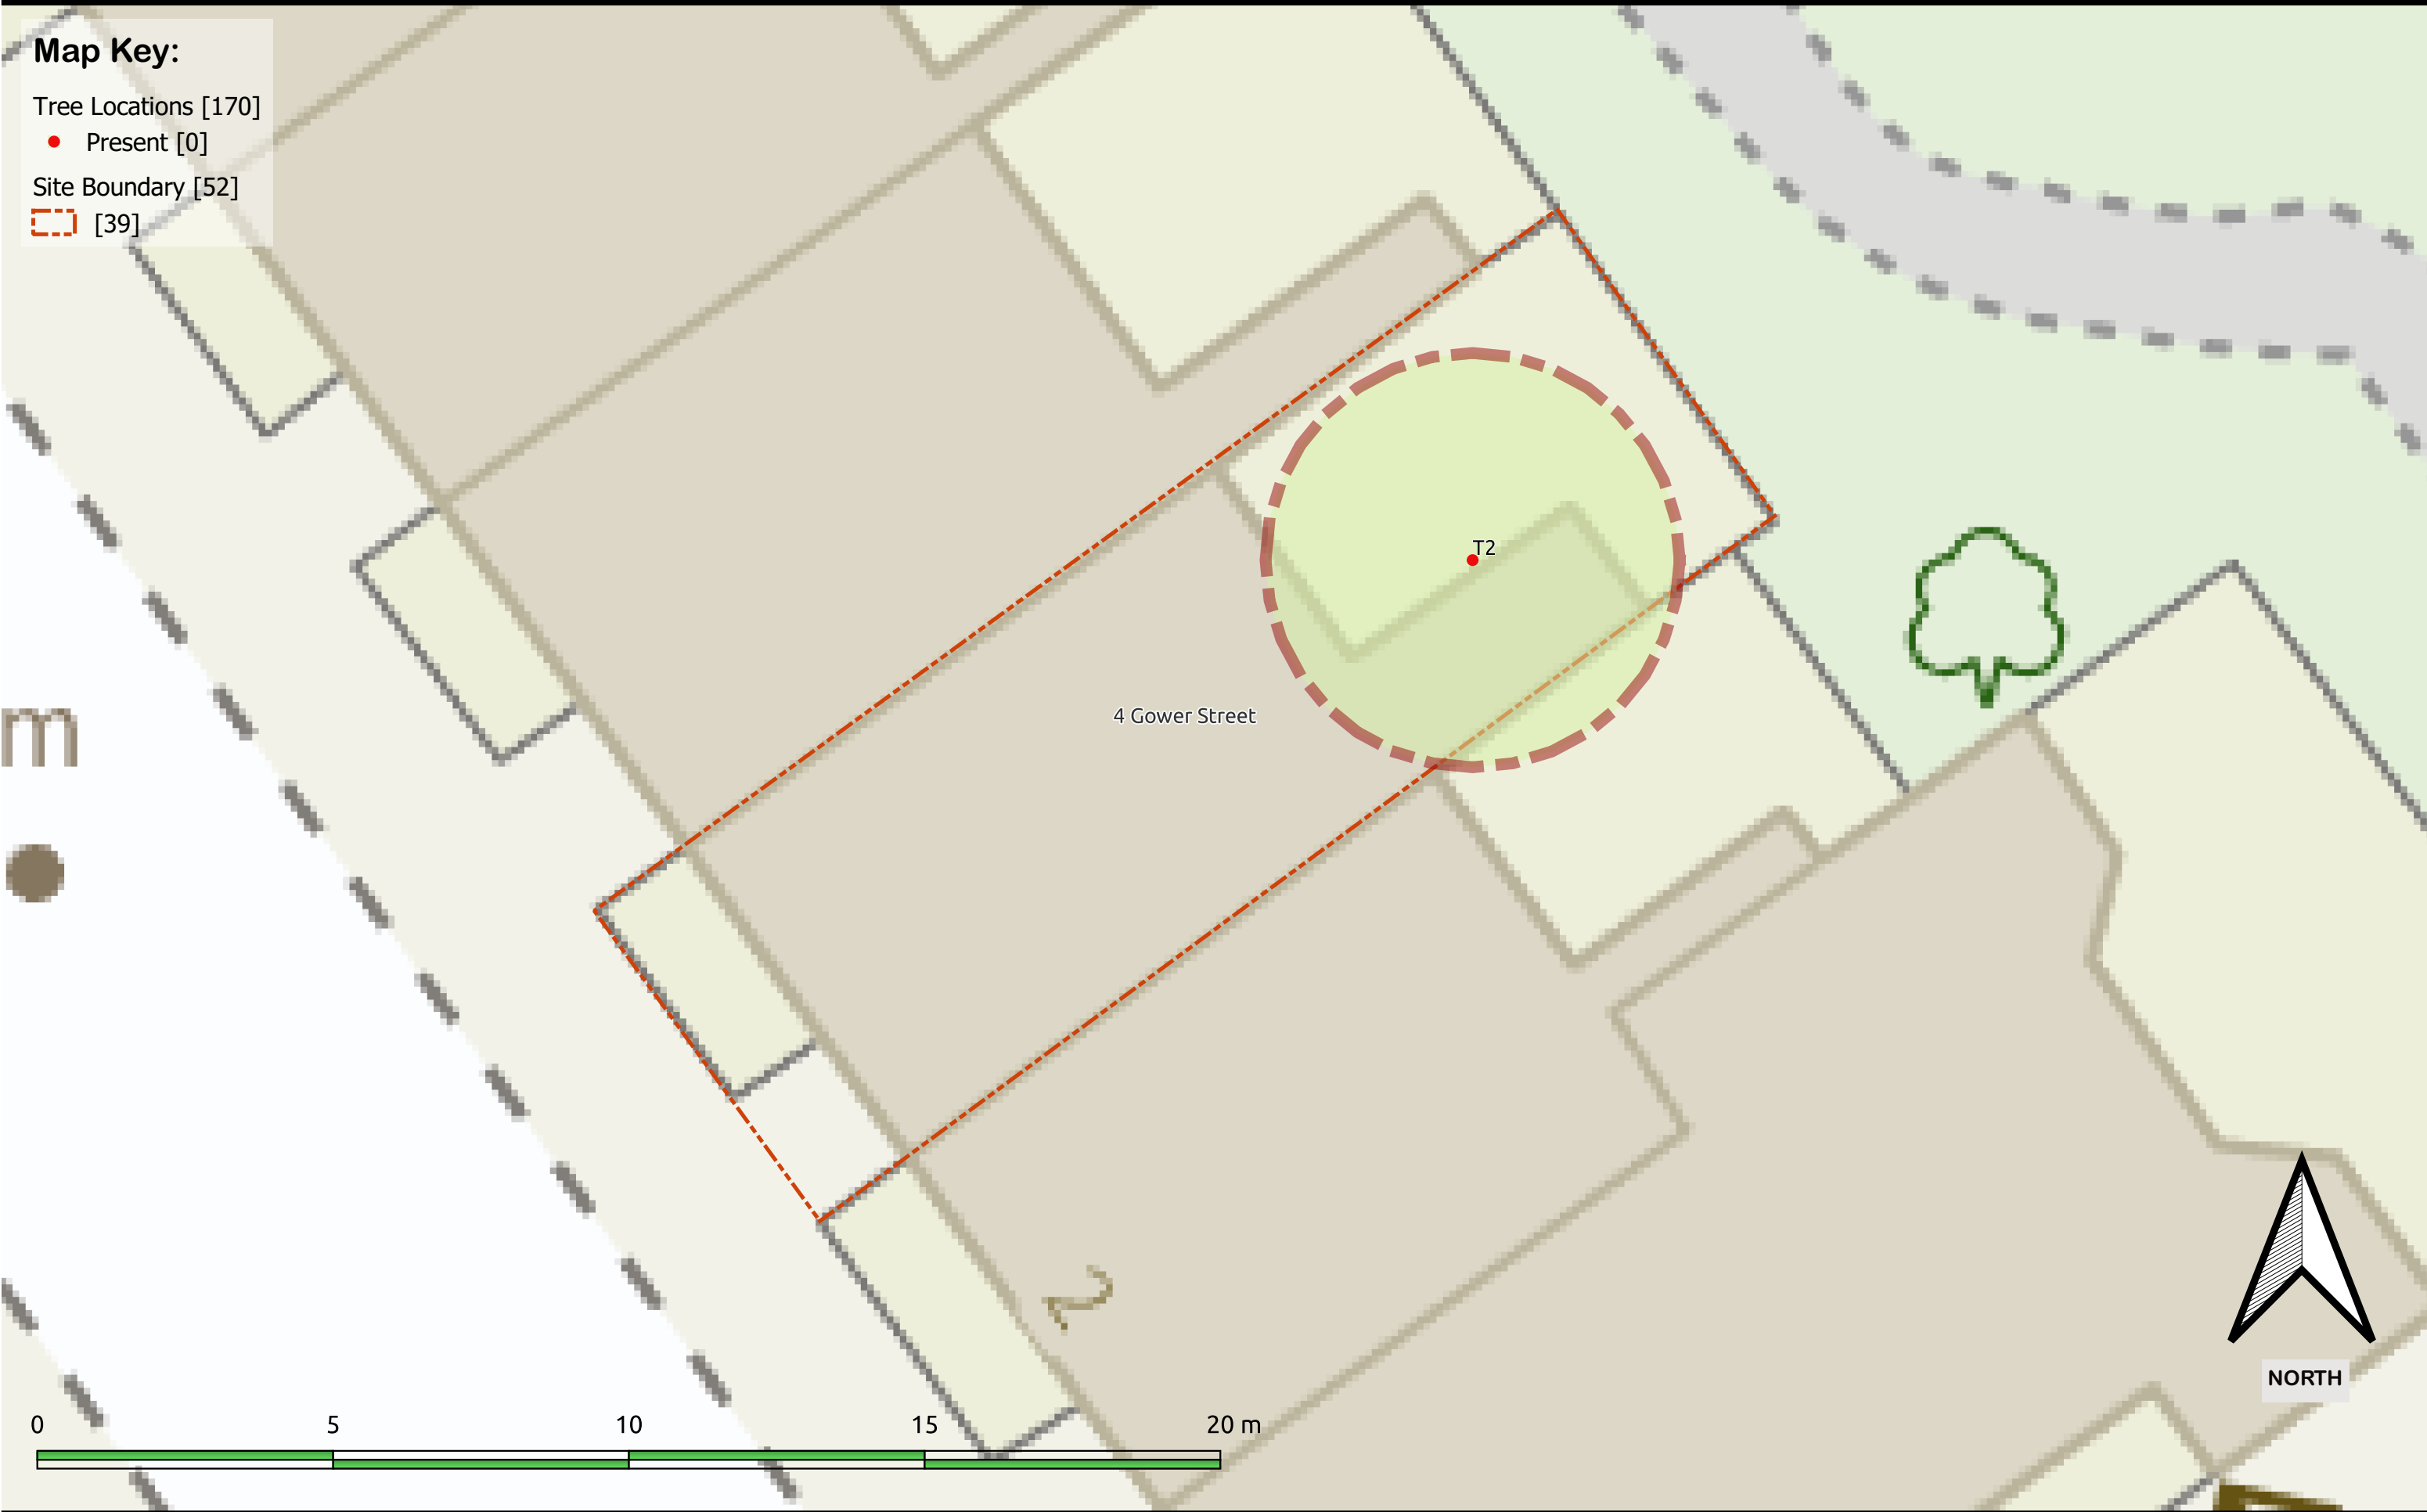 Map Key:
Tree Locations [170]
Present [0]
Site Boundary [52]
[39]
T2
4 Gower Street
m
2
NORTH
0 5 10 15 20 m